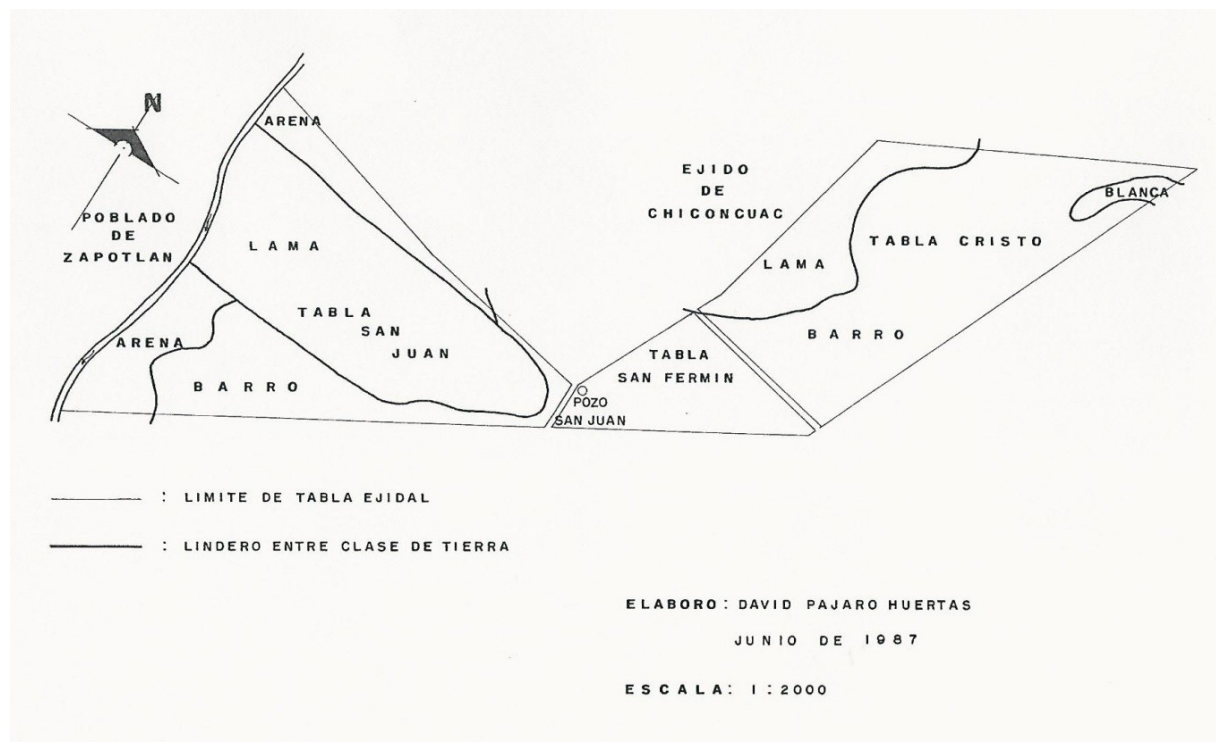 N
POBLADO
DE
ZAPOTLAN
ARENA
LAMA
TABLA
SAN
JUAN
ARENA
BARRO
EJIDO
DE
CHICONCUAC
LAMA
TABLA CRISTO
BLANCA
BARRO
TABLA
SAN FERMIN
POZO
SAN JUAN
: LIMITE DE TABLA EJIDAL
: LINDERO ENTRE CLASE DE TIERRA
ELABORO: DAVID PAJARO HUERTAS
JUNIO DE 1987
ESCALA: 1:2000